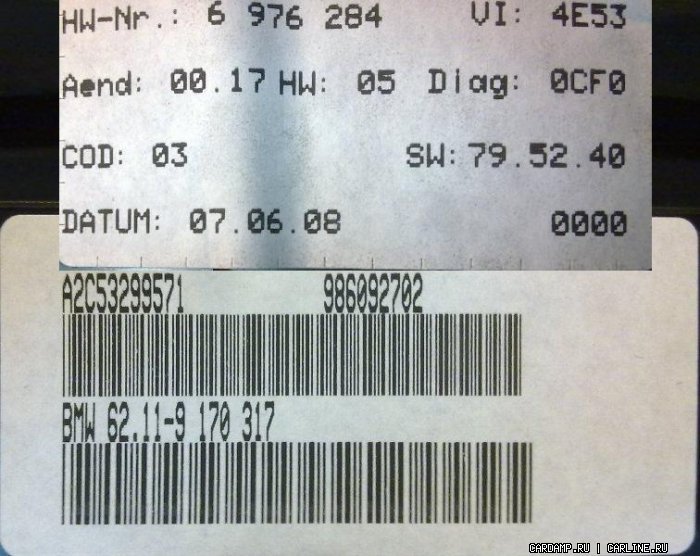 HW-Nr.: 6 976 284 VI: 4E53
Aend: 00.17 HW: 05 Diag: 0CF0
COD: 03 SW: 79.52.40
DATUM: 07.06.08 0000
A2C53299571 986092702
BMW 62.11-9 170 317
CARDAMP.RU | CARLINE.RU